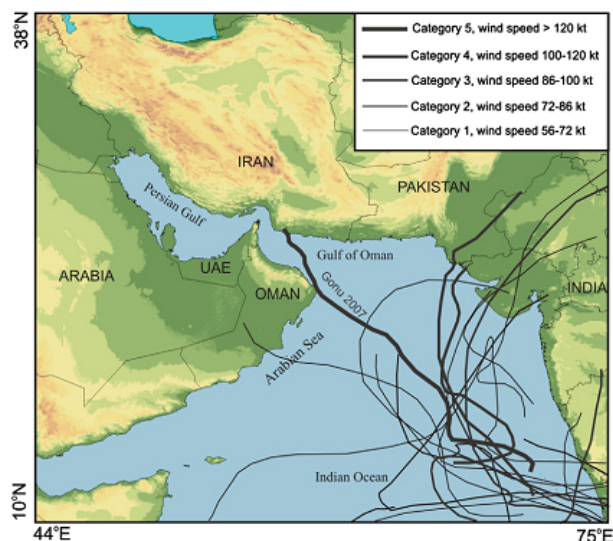 38°N
Category 5, wind speed > 120 kt
Category 4, wind speed 100-120 kt
Category 3, wind speed 86-100 kt
Category 2, wind speed 72-86 kt
Category 1, wind speed 56-72 kt
IRAN
PAKISTAN
Persian Gulf
Gulf of Oman
UAE
ARABIA
OMAN
INDIA
Gonu 2007
Arabian Sea
Indian Ocean
10°N
44°E
75°E